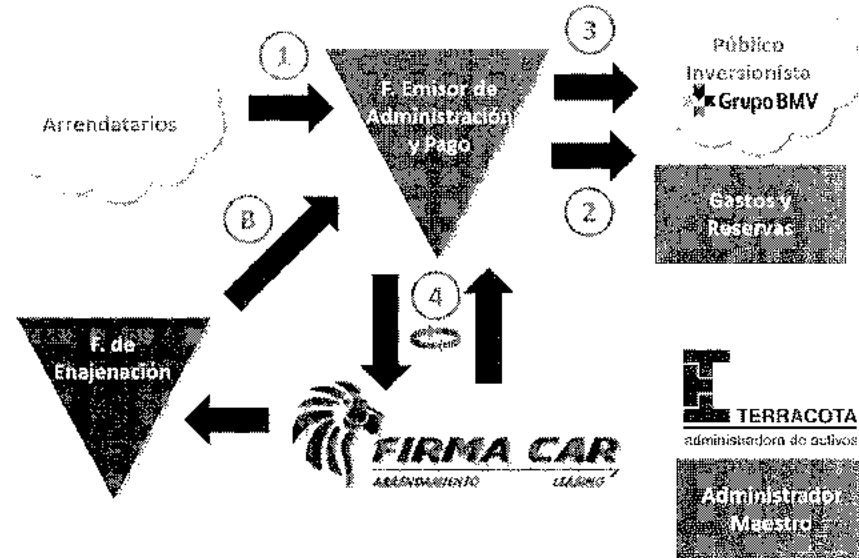 1
3
Público
Inversionista
Grupo BMV
F. Emisor de
Administración
y Pago
Arrendatarios
B
2
Gastos y
Reservas
4
F. de
Enajenación
FIRMA CAR
ARRENDAMIENTO LEASING
TERRACOTA
administradora de activos
Administrador
Maestro